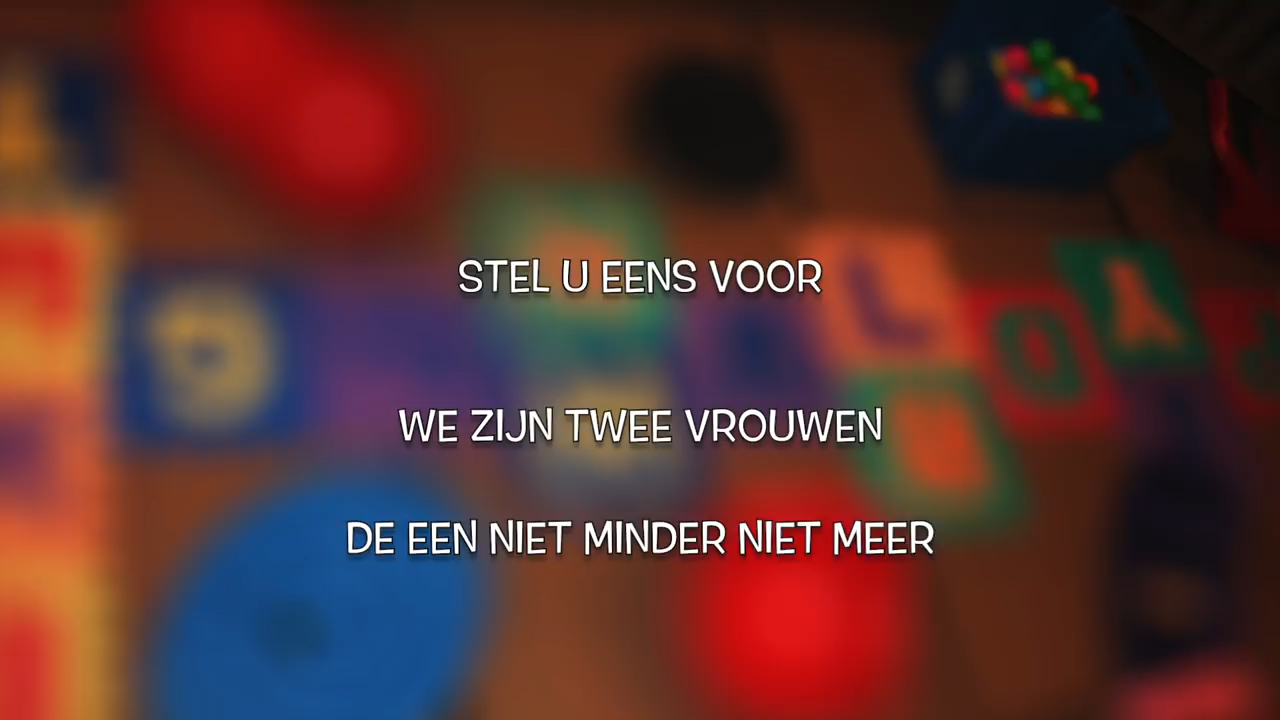 STEL U EENS VOOR
WE ZIJN TWEE VROUWEN
DE EEN NIET MINDER NIET MEER